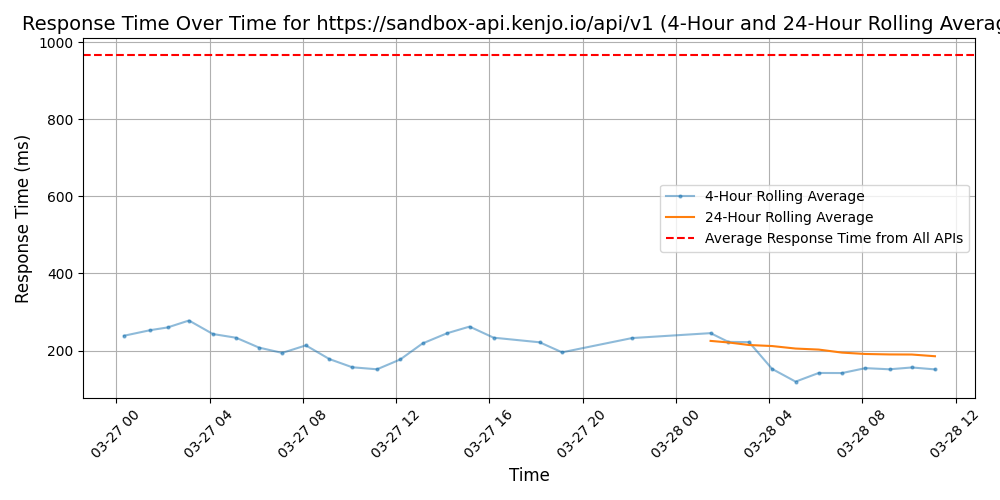 Response Time Over Time for https://sandbox-api.kenjo.io/api/v1 (4-Hour and 24-Hour Rolling Averag
1000
800
600
400
200
Response Time (ms)
4-Hour Rolling Average
24-Hour Rolling Average
Average Response Time from All APIs
03-27 00
03-27 04
03-27 08
03-27 12
03-27 16
03-27 20
03-28 00
03-28 04
03-28 08
03-28 12
Time